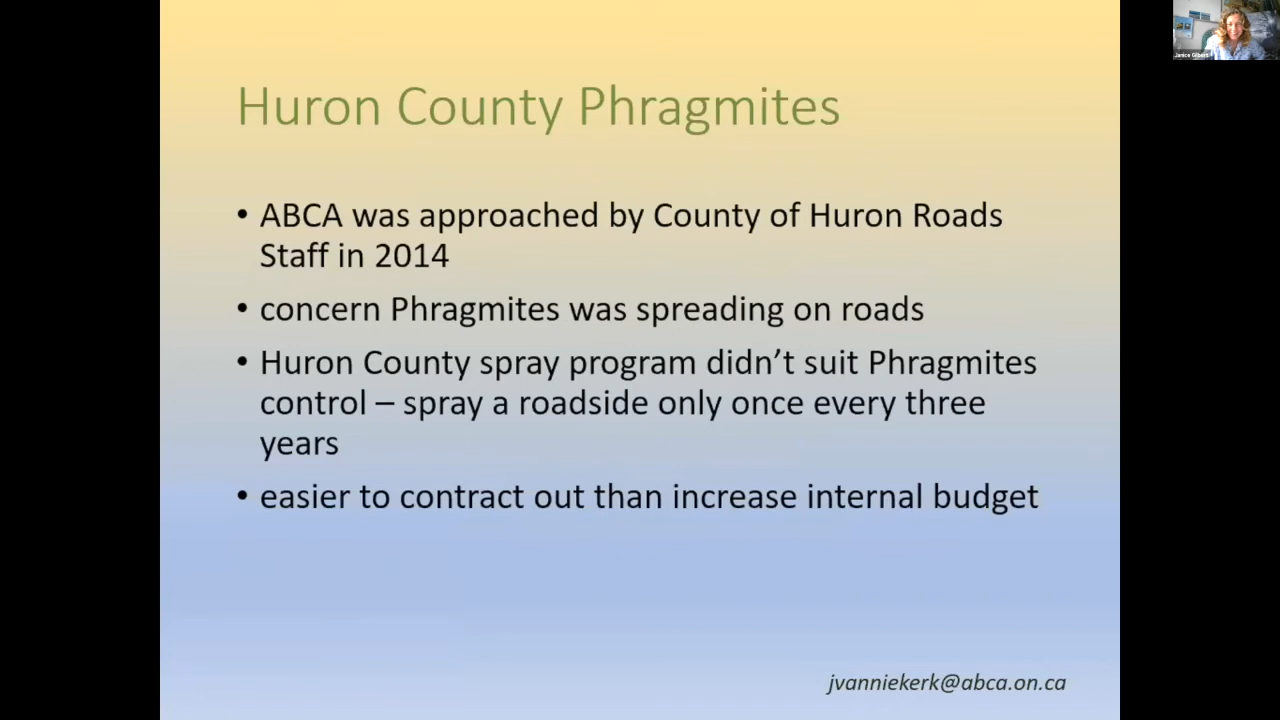 Janice Gilbert
Huron County Phragmites
• ABCA was approached by County of Huron Roads
Staff in 2014
• concern Phragmites was spreading on roads
• Huron County spray program didn’t suit Phragmites
control – spray a roadside only once every three
years
• easier to contract out than increase internal budget
jvanniekerk@abca.on.ca